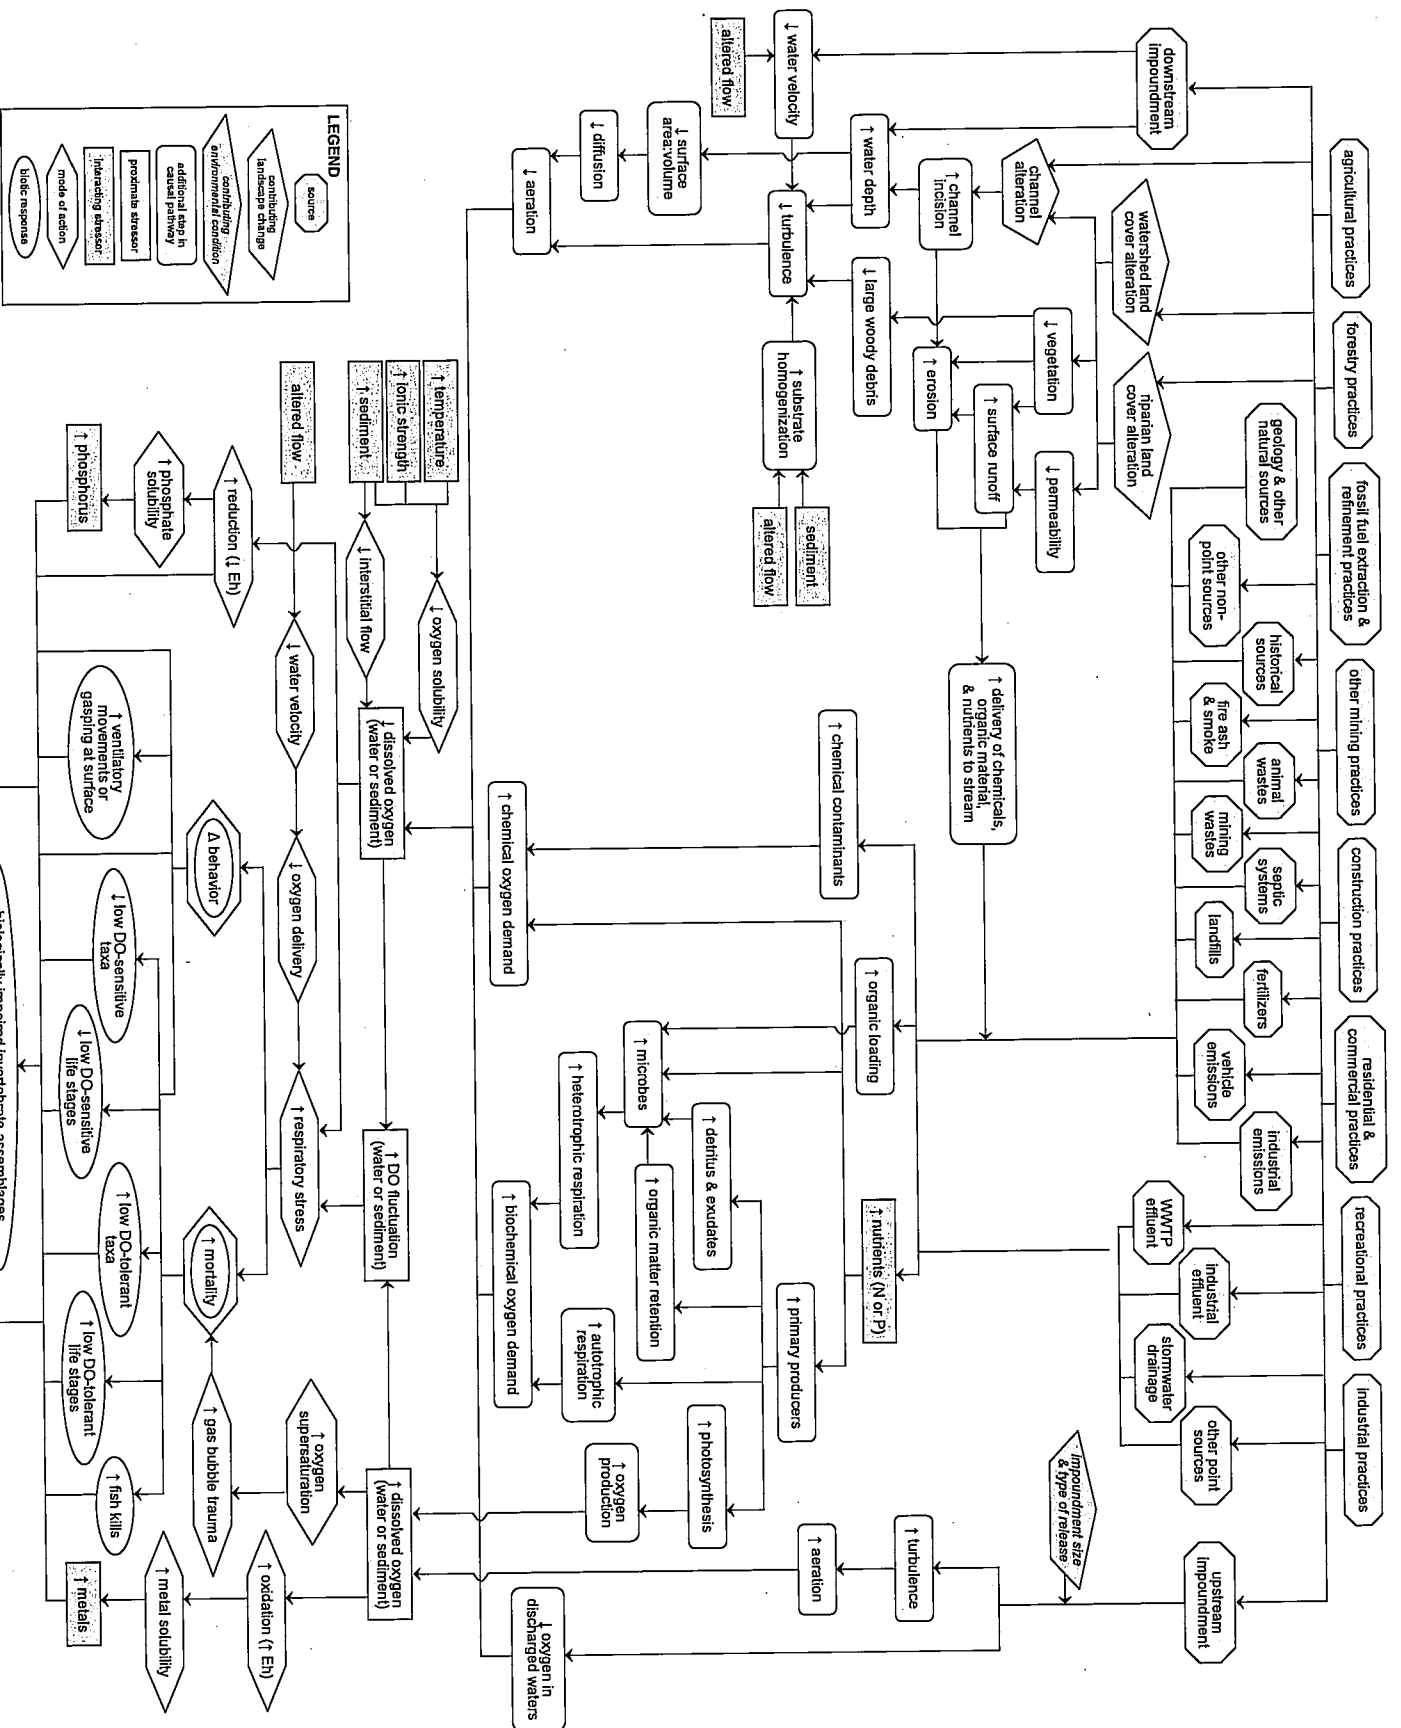 agricultural practices
forestry practices
fossil fuel extraction &
refinement practices
other mining practices
construction practices
residential &
commercial practices
recreational practices
industrial practices
downstream
impoundment
watershed land
cover alteration
riparian land
cover alteration
geology & other
natural sources
other non-
point sources
historical
sources
fire ash
& smoke
animal
wastes
mining
wastes
septic
systems
landfills
fertilizers
vehicle
emissions
industrial
emissions
WWTP
effluent
industrial
effluent
stormwater
drainage
other point
sources
upstream
impoundment
impoundment size
& type of release
channel
alteration
↓ vegetation
↓ permeability
↑ channel
incision
↑ surface runoff
↑ erosion
↑ delivery of chemicals,
organic material,
& nutrients to stream
↑ water depth
↓ large woody debris
↓ water velocity
altered flow
↓ turbulence
↑ substrate
homogenization
sediment
altered flow
↓ surface
area:volume
↓ diffusion
↓ aeration
↑ chemical contaminants
↑ organic loading
↑ nutrients (N or P)
↑ turbulence
↑ aeration
↑ primary producers
↑ detritus & exudates
↑ organic matter retention
↑ photosynthesis
↑ microbes
↑ heterotrophic respiration
↑ autotrophic
respiration
↑ oxygen
production
↑ chemical oxygen demand
↑ biochemical oxygen demand
↓ oxygen in
discharged waters
↑ temperature
↑ ionic strength
↑ sediment
↓ oxygen solubility
↓ interstitial flow
↓ dissolved oxygen
(water or sediment)
↑ DO fluctuation
(water or sediment)
↑ dissolved oxygen
(water or sediment)
altered flow
↓ water velocity
↓ oxygen delivery
↑ respiratory stress
↑ oxygen
supersaturation
↑ oxidation (↑ Eh)
↑ reduction (↓ Eh)
Δ behavior
↑ mortality
↑ gas bubble trauma
↑ phosphate
solubility
↑ metal solubility
↑ phosphorus
↑ ventilatory
movements or
gasping at surface
↓ low DO-sensitive
taxa
↓ low DO-sensitive
life stages
↑ low DO-tolerant
taxa
↑ low DO-tolerant
life stages
↑ fish kills
↑ metals
biologically impaired invertebrate assemblages
LEGEND
source
contributing
landscape change
contributing
environmental condition
additional step in
causal pathway
proximate stressor
interacting stressor
mode of action
biotic response